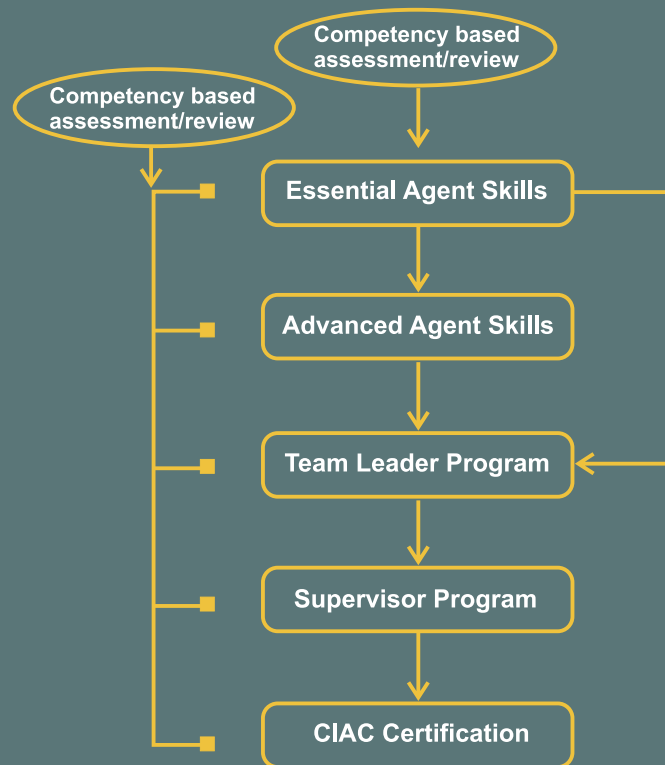 Competency based
assessment/review
Competency based
assessment/review
Essential Agent Skills
Advanced Agent Skills
Team Leader Program
Supervisor Program
CIAC Certification